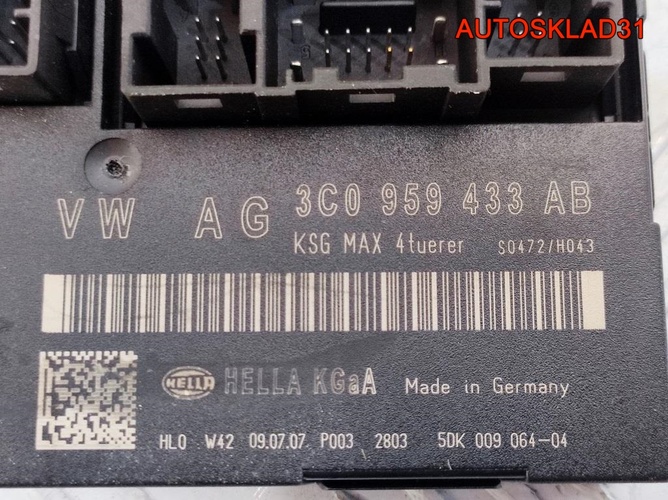 AUTOSKLAD31
VW AG 3C0 959 433 AB
KSG MAX 4tuerer S0472/H043
HELLA HELLA KGaA Made in Germany
HLO W42 09.07.07 P003 2803 5DK 009 064-04